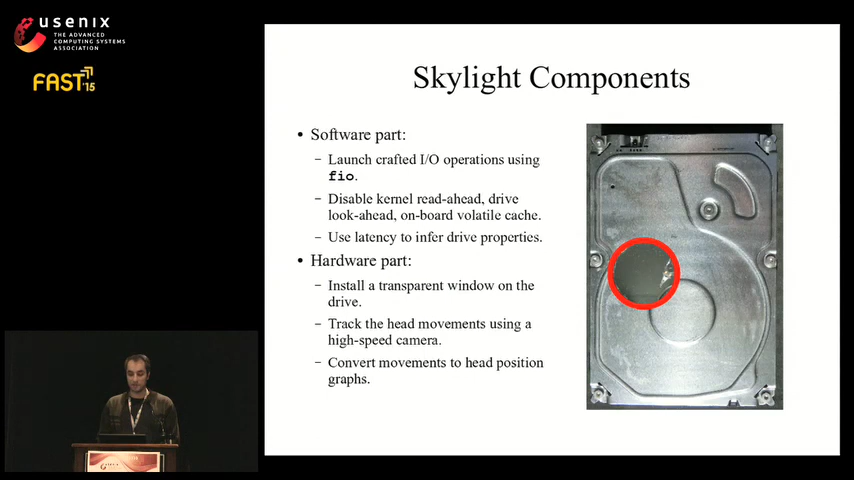 usenix
THE ADVANCED
COMPUTING SYSTEMS
ASSOCIATION
FAST '15
Skylight Components
• Software part:
– Launch crafted I/O operations using
fio.
– Disable kernel read-ahead, drive
look-ahead, on-board volatile cache.
– Use latency to infer drive properties.
• Hardware part:
– Install a transparent window on the
drive.
– Track the head movements using a
high-speed camera.
– Convert movements to head position
graphs.